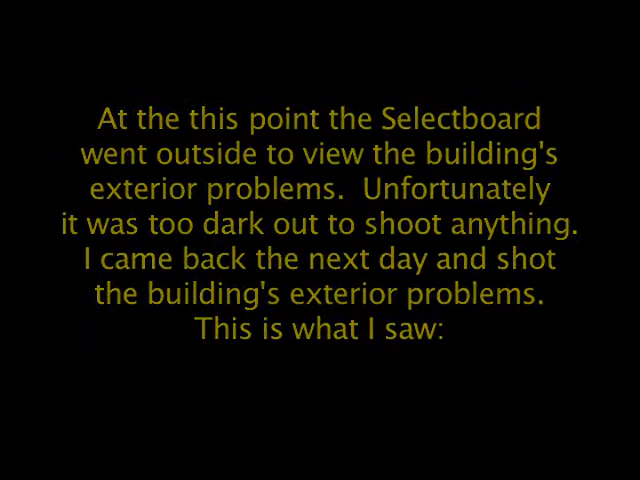 At the this point the Selectboard
went outside to view the building's
exterior problems.  Unfortunately
it was too dark out to shoot anything.
I came back the next day and shot
the building's exterior problems.
This is what I saw: